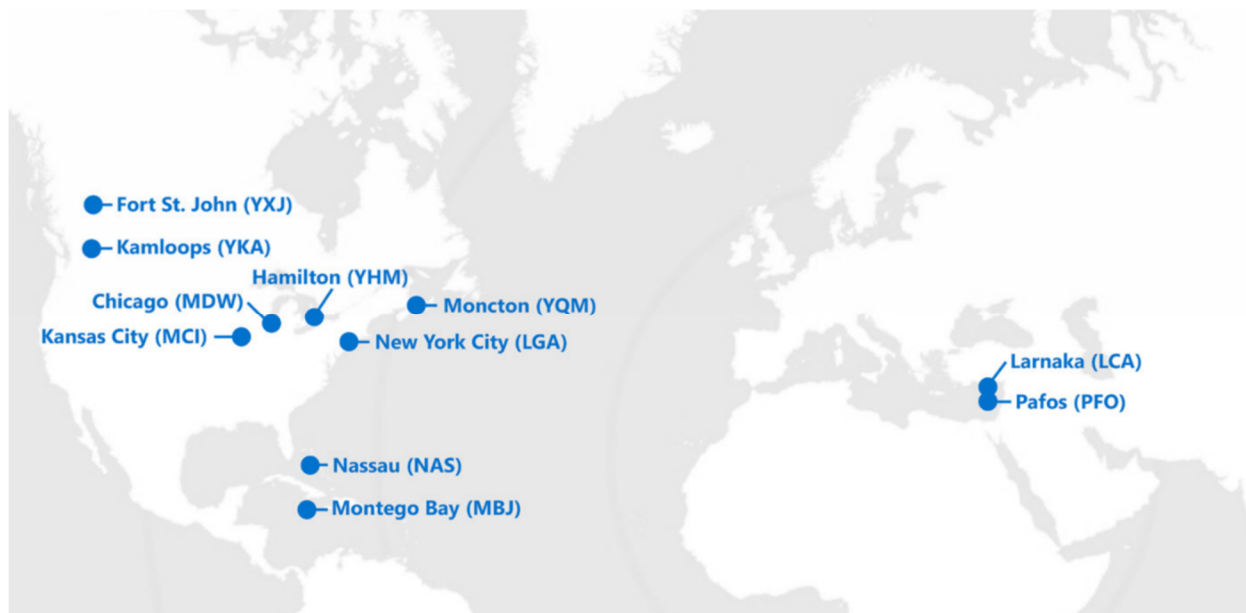 Fort St. John (YXJ)
Kamloops (YKA)
Hamilton (YHM)
Chicago (MDW)
Moncton (YQM)
Kansas City (MCI)
New York City (LGA)
Larnaka (LCA)
Pafos (PFO)
Nassau (NAS)
Montego Bay (MBJ)